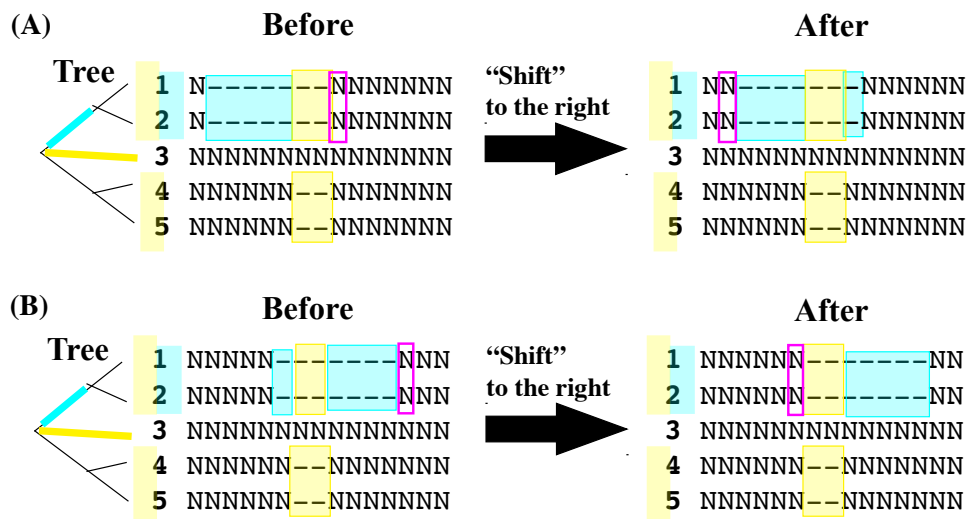 (A)
Before
After
Tree
1 N-------NNNNNNN
2 N-------NNNNNNN
3 NNNNNNNNNNNNNNN
4 NNNNNN--NNNNNNN
5 NNNNNN--NNNNNNN
“Shift”
to the right
1 NN-------NNNNNN
2 NN-------NNNNNN
3 NNNNNNNNNNNNNNN
4 NNNNNN--NNNNNNN
5 NNNNNN--NNNNNNN
(B)
Before
After
Tree
1 NNNNN-------NNN
2 NNNNN-------NNN
3 NNNNNNNNNNNNNNN
4 NNNNNN--NNNNNNN
5 NNNNNN--NNNNNNN
“Shift”
to the right
1 NNNNNN-------NN
2 NNNNNN-------NN
3 NNNNNNNNNNNNNNN
4 NNNNNN--NNNNNNN
5 NNNNNN--NNNNNNN